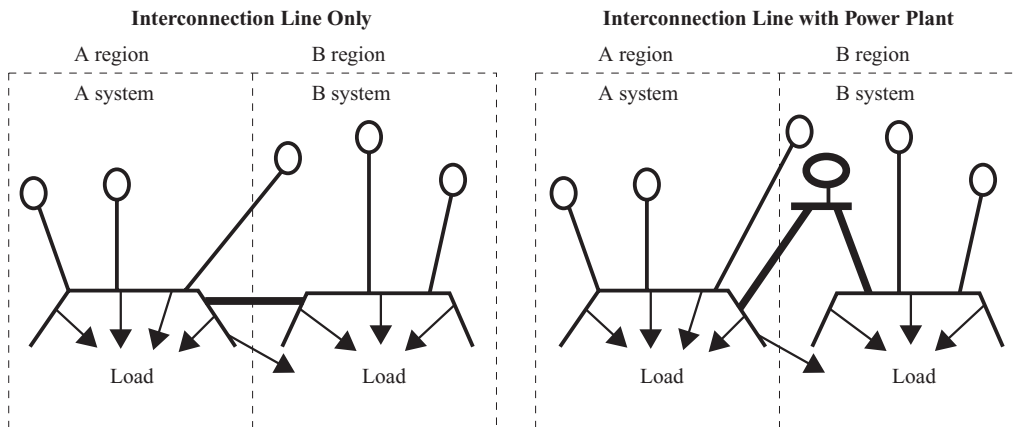 Interconnection Line Only
A region
B region
A system
B system
Load
Load
Interconnection Line with Power Plant
A region
B region
A system
B system
Load
Load